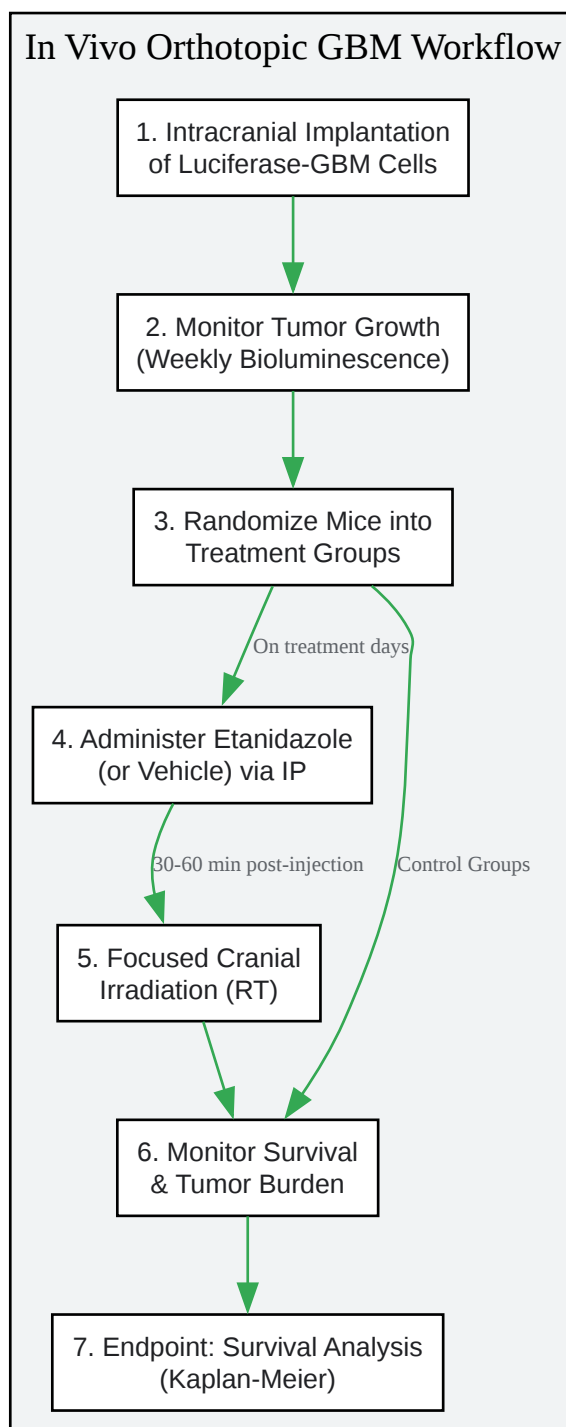 In Vivo Orthotopic GBM Workflow
1. Intracranial Implantation
of Luciferase-GBM Cells
2. Monitor Tumor Growth
(Weekly Bioluminescence)
3. Randomize Mice into
Treatment Groups
On treatment days
4. Administer Etanidazole
(or Vehicle) via IP
30-60 min post-injection
Control Groups
5. Focused Cranial
Irradiation (RT)
6. Monitor Survival
& Tumor Burden
7. Endpoint: Survival Analysis
(Kaplan-Meier)